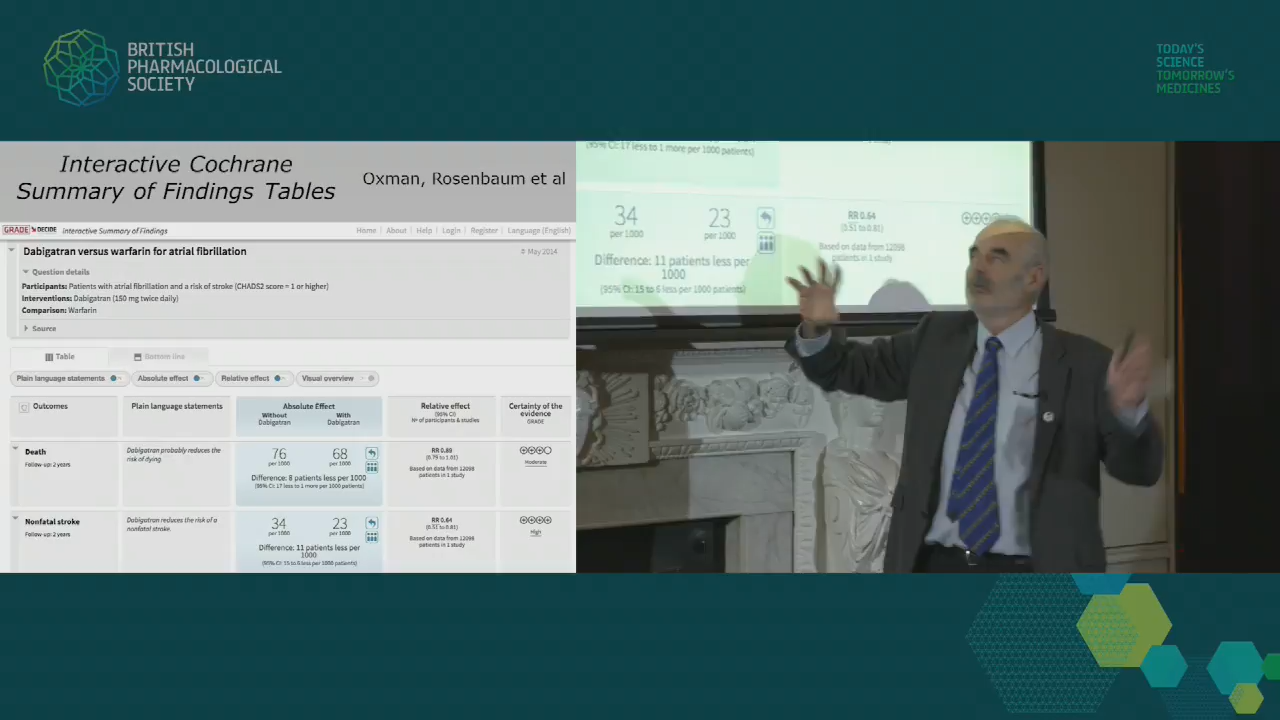 BRITISH
PHARMACOLOGICAL
SOCIETY
TODAY'S
SCIENCE
TOMORROW'S
MEDICINES
Interactive Cochrane
Summary of Findings Tables
Oxman, Rosenbaum et al
GRADE DECIDE Interactive Summary of Findings
Home | About | Help | Login | Register | Language (English)
Dabigatran versus warfarin for atrial fibrillation
May 2014
Question details
Participants: Patients with atrial fibrillation and a risk of stroke (CHADS2 score = 1 or higher)
Interventions: Dabigatran (150 mg twice daily)
Comparison: Warfarin
Source
Table
Bottom line
Plain language statements
Absolute effect
Relative effect
Visual overview
Outcomes
Plain language statements
Absolute Effect
Without
Dabigatran
With
Dabigatran
Relative effect
(95% CI)
Nº of participants & studies
Certainty of the
evidence
GRADE
Death
Follow up: 2 years
Dabigatran probably reduces the
risk of dying.
76
per 1000
68
per 1000
Difference: 8 patients less per 1000
(95% CI: 17 less to 1 more per 1000 patients)
RR 0.89
(0.79 to 1.01)
Based on data from 12098
patients in 1 study
Moderate
Nonfatal stroke
Follow up: 2 years
Dabigatran reduces the risk of a
nonfatal stroke.
34
per 1000
23
per 1000
Difference: 11 patients less per
1000
(95% CI: 15 to 6 less per 1000 patients)
RR 0.64
(0.51 to 0.81)
Based on data from 12098
patients in 1 study
High
(95% CI: 17 less to 1 more per 1000 patients)
34
per 1000
23
per 1000
Difference: 11 patients less per
1000
(95% CI: 15 to 6 less per 1000 patients)
RR 0.64
(0.51 to 0.81)
Based on data from 12098
patients in 1 study